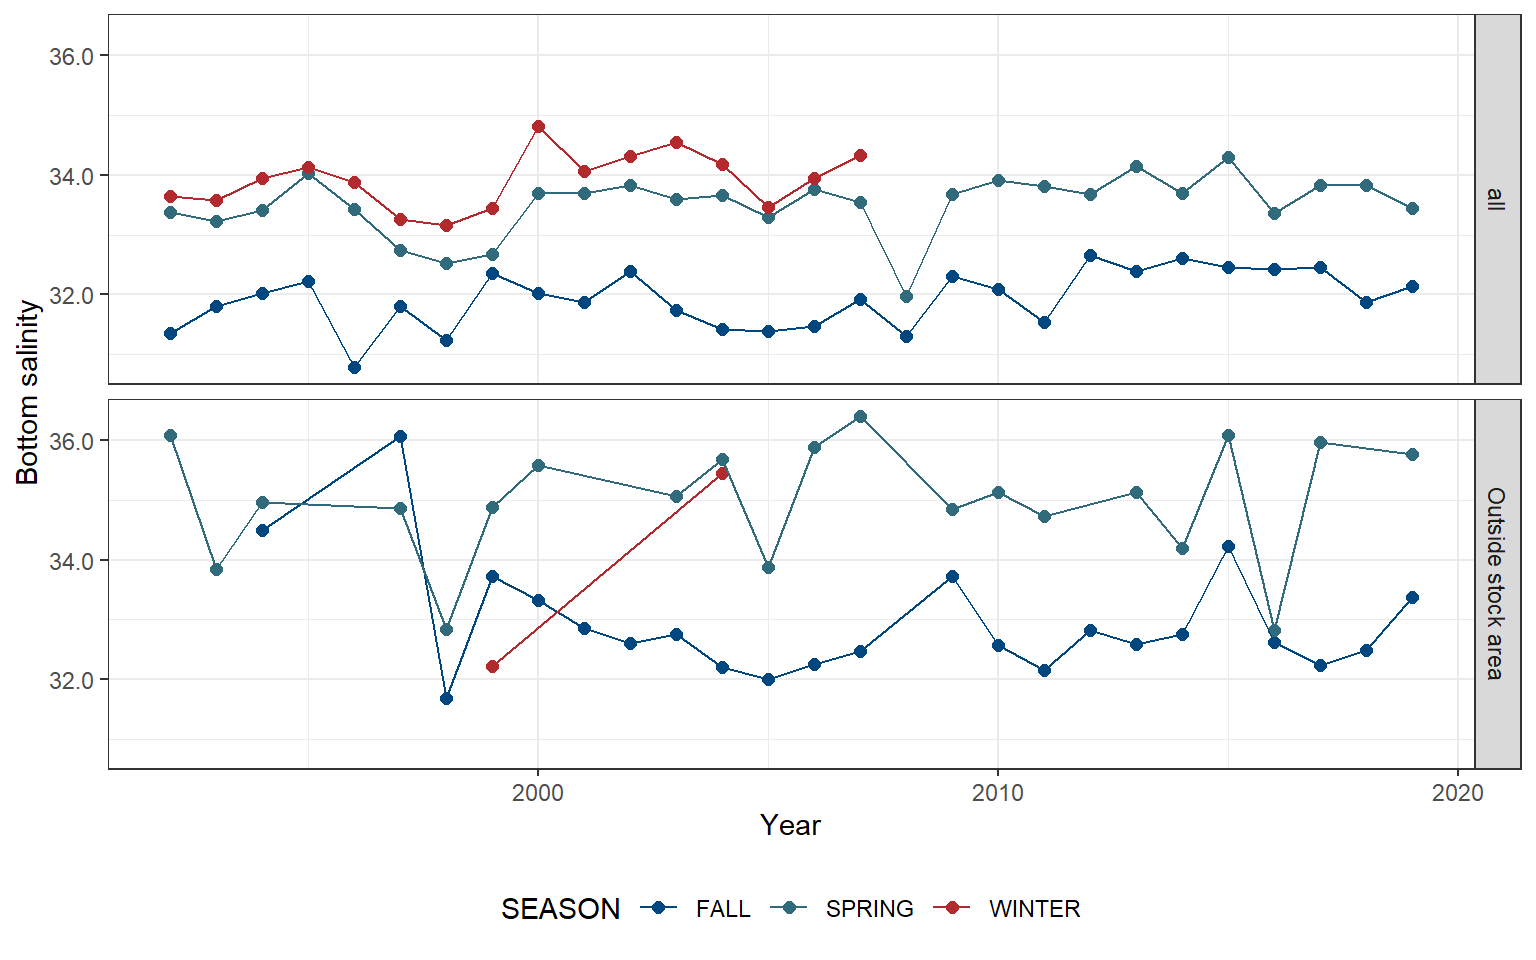 36.0
34.0
32.0
all
Bottom salinity
36.0
34.0
32.0
Outside stock area
2000 2010 2020
Year
SEASON FALL SPRING WINTER